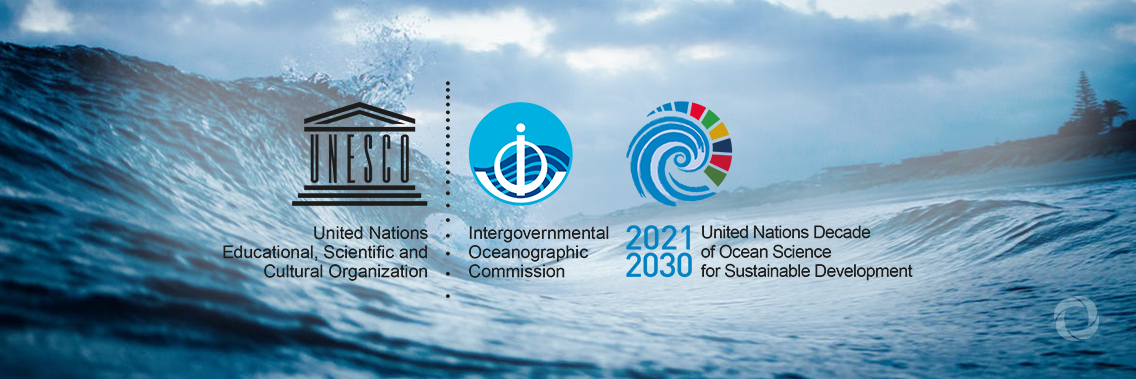 UNESCO
United Nations
Educational, Scientific and
Cultural Organization
Intergovernmental
Oceanographic
Commission
2021
2030
United Nations Decade
of Ocean Science
for Sustainable Development